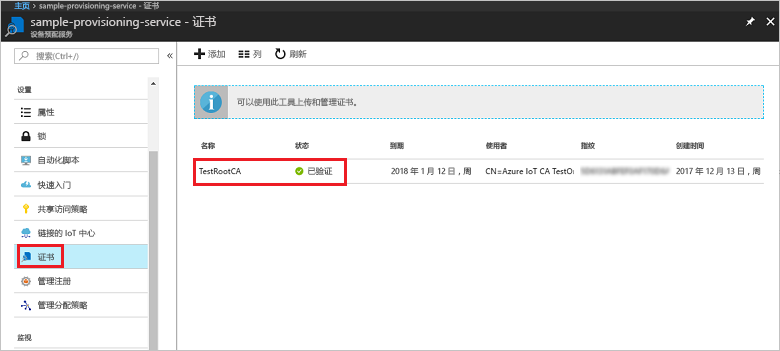 主页 > sample-provisioning-service - 证书
sample-provisioning-service - 证书
设备预配服务
搜索(Ctrl+/)
«
添加
列
刷新
设置
属性
锁
自动化脚本
快速入门
共享访问策略
链接的 IoT 中心
证书
管理注册
管理分配策略
监视
可以使用此工具上传和管理证书。
名称 状态 到期 使用者 指纹 创建时间
TestRootCA 已验证 2018 年 1 月 12 日，周 CN=Azure IoT CA TestOr 2017 年 12 月 13 日，周